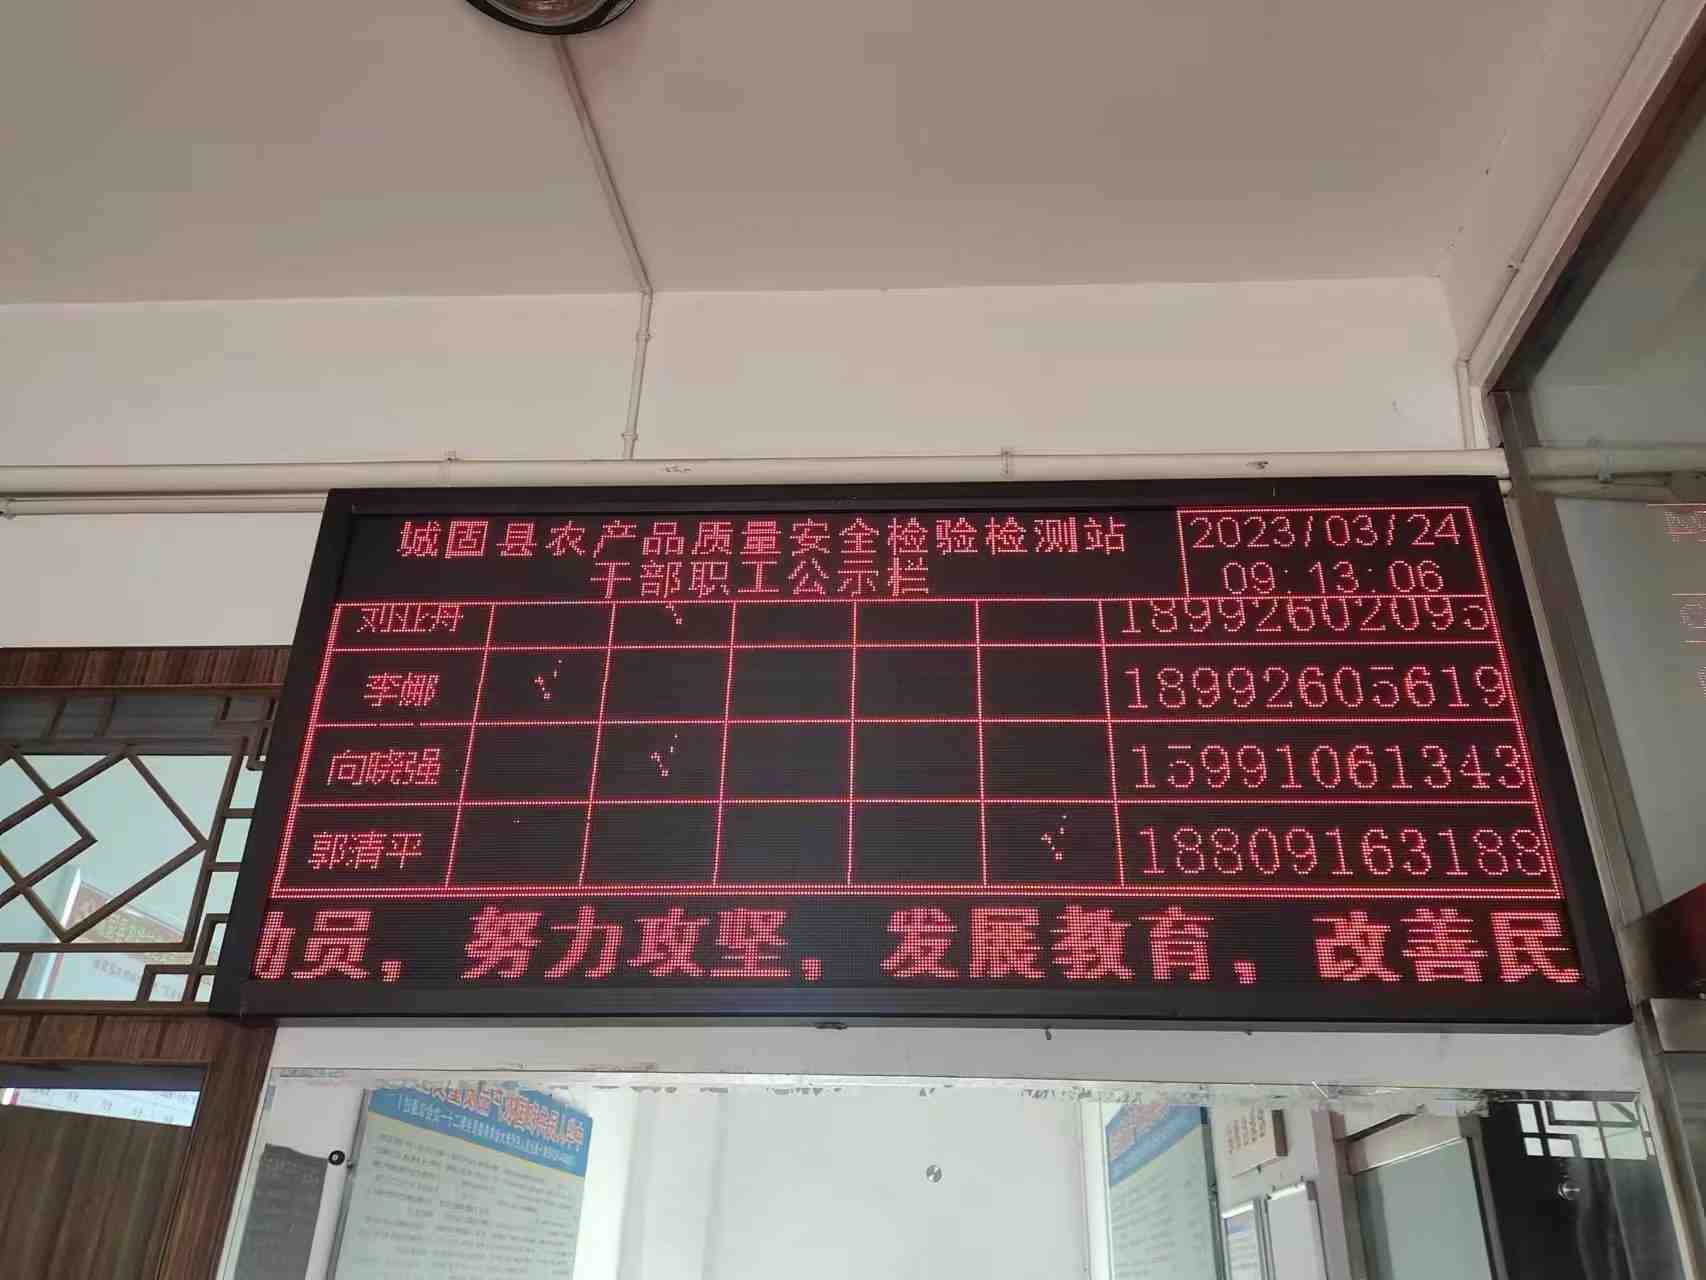 城固县农产品质量安全检验检测站
干部职工公示栏
2023/03/24
09:13:06
18992602095
李娜 18992605619
向晓强 15991061343
郭清平 18809163188
员，努力攻坚，发展教育，改善民